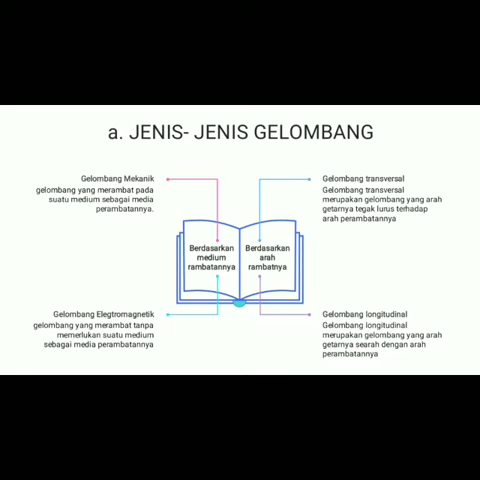 a. JENIS- JENIS GELOMBANG
Gelombang Mekanik
gelombang yang merambat pada
suatu medium sebagai media
perambatannya.
Gelombang transversal
Gelombang transversal
merupakan gelombang yang arah
getarnya tegak lurus terhadap
arah perambatannya
Berdasarkan
medium
rambatannya
Berdasarkan
arah
rambatnya
Gelombang Elegtromagnetik
gelombang yang merambat tanpa
memerlukan suatu medium
sebagai media perambatannya
Gelombang longitudinal
Gelombang longitudinal
merupakan gelombang yang arah
getarnya searah dengan arah
perambatannya